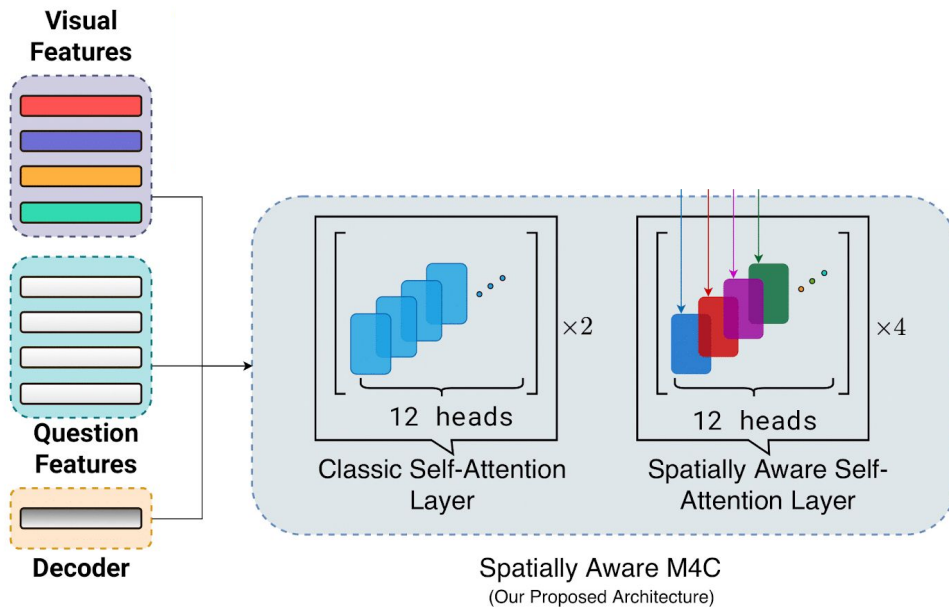 Visual
Features
Question
Features
Decoder
12 heads
×2
Classic Self-Attention
Layer
12 heads
×4
Spatially Aware Self-
Attention Layer
Spatially Aware M4C
(Our Proposed Architecture)